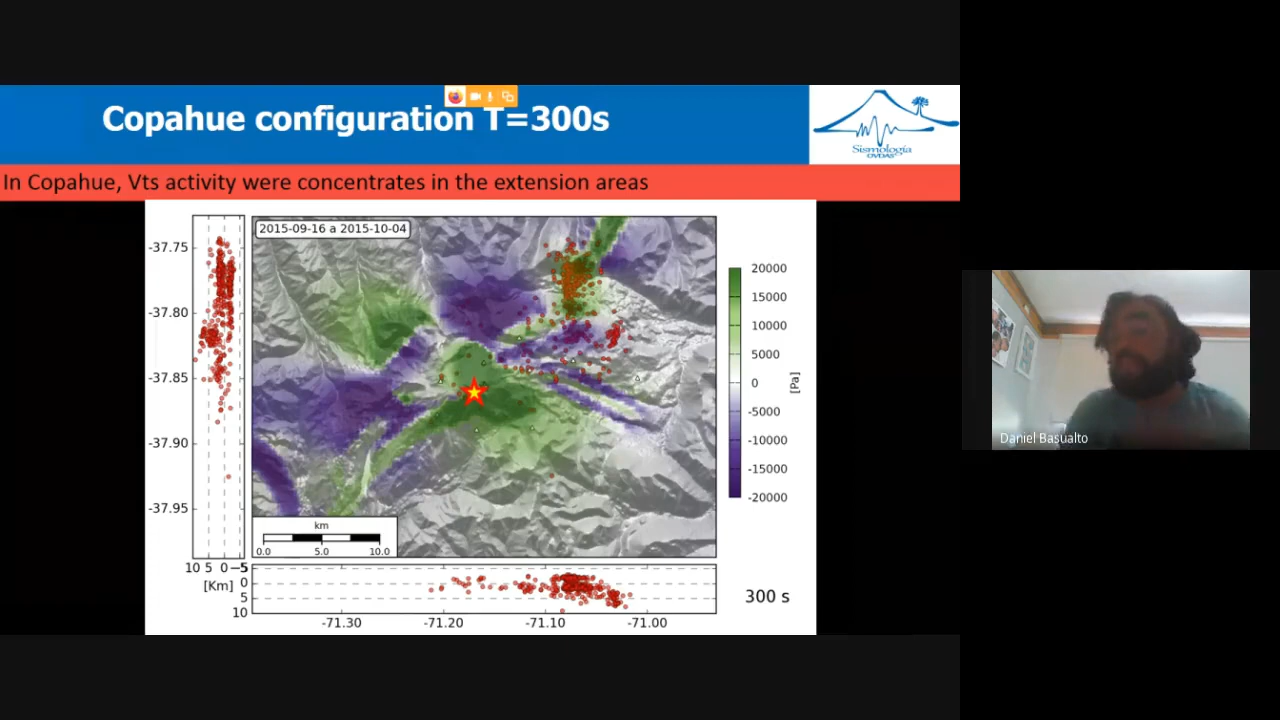 Copahue configuration T=300s
Sismología
OVDAS
In Copahue, Vts activity were concentrates in the extension areas
2015-09-16 a 2015-10-04
-37.75
-37.80
-37.85
-37.90
-37.95
20000
15000
10000
5000
0
-5000
-10000
-15000
-20000
[Pa]
km
0.0 5.0 10.0
10 5 0 -5
[Km]
-5
0
5
10
-71.30 -71.20 -71.10 -71.00
300 s
Daniel Basualto